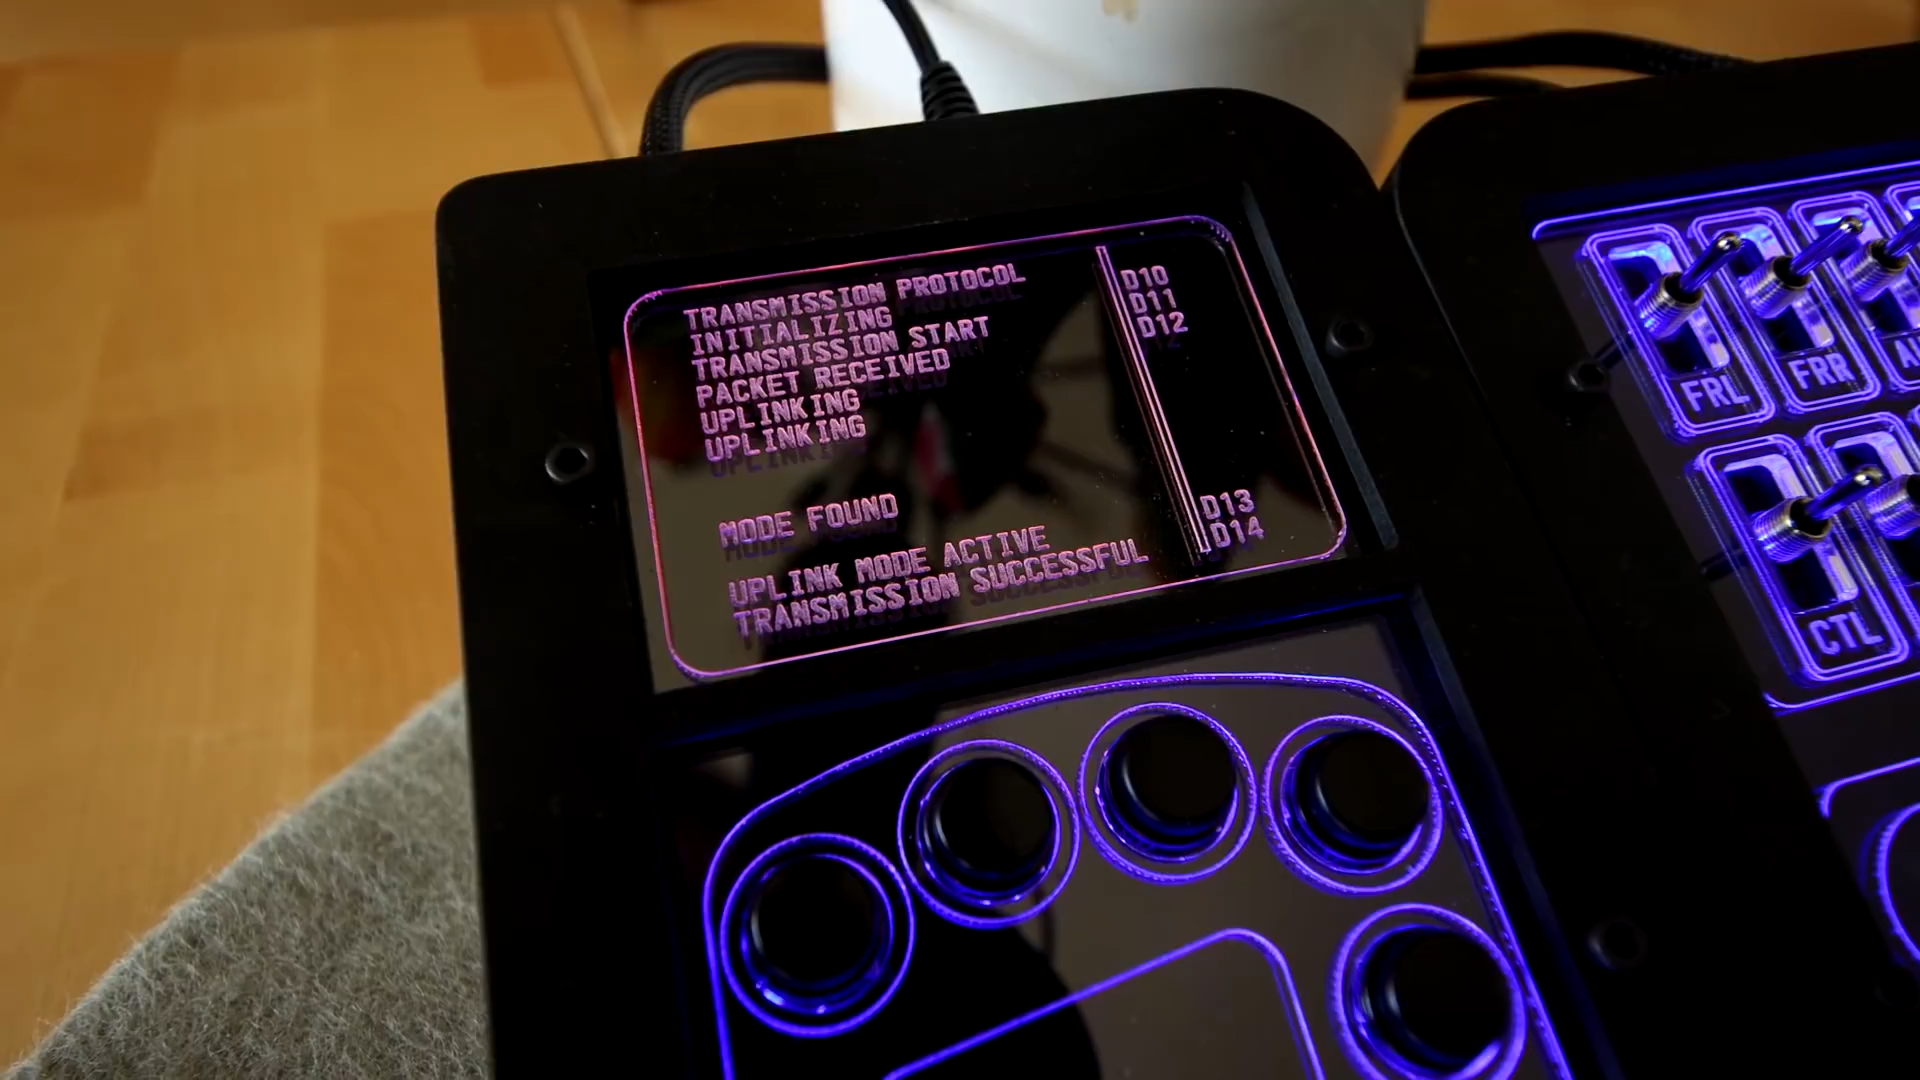 TRANSMISSION PROTOCOL
INITIALIZING
TRANSMISSION START
PACKET RECEIVED
UPLINKING
UPLINKING
MODE FOUND
UPLINK MODE ACTIVE
TRANSMISSION SUCCESSFUL
D10
D11
D12
D13
D14
FRL
FRR
CTL